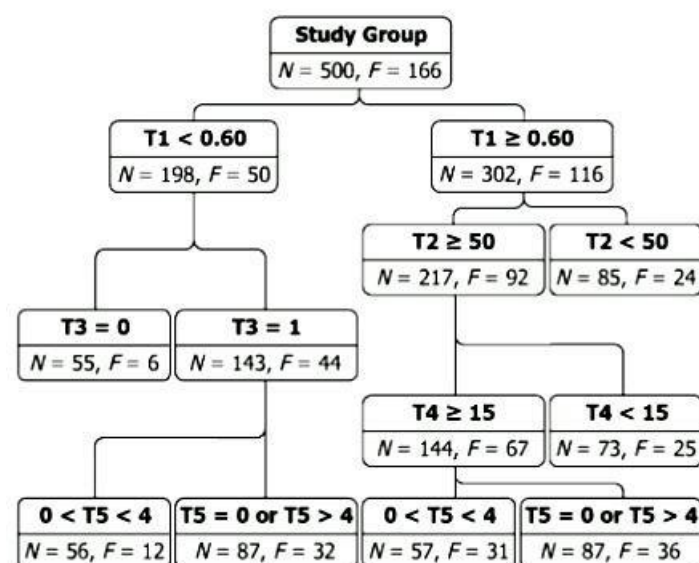 Study Group
N = 500, F = 166
T1 < 0.60
N = 198, F = 50
T1 ≥ 0.60
N = 302, F = 116
T2 ≥ 50
N = 217, F = 92
T2 < 50
N = 85, F = 24
T3 = 0
N = 55, F = 6
T3 = 1
N = 143, F = 44
T4 ≥ 15
N = 144, F = 67
T4 < 15
N = 73, F = 25
0 < T5 < 4
N = 56, F = 12
T5 = 0 or T5 > 4
N = 87, F = 32
0 < T5 < 4
N = 57, F = 31
T5 = 0 or T5 > 4
N = 87, F = 36